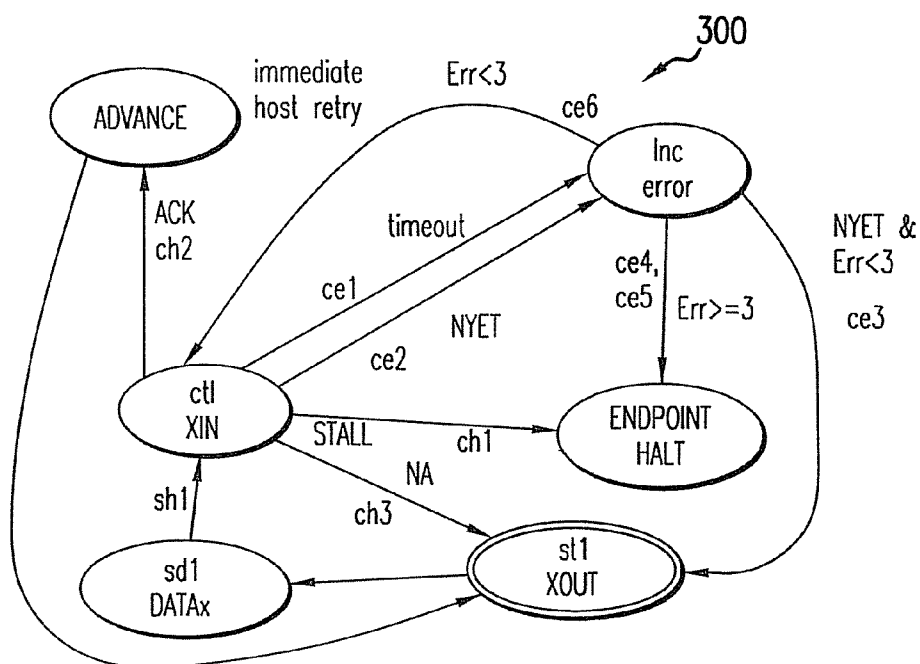 300
immediate
host retry
Err<3
ce6
ADVANCE
Inc
error
ACK
ch2
timeout
NYET &
Err<3
ce3
ce4,
ce5
Err>=3
ce1
NYET
ce2
ctl
XIN
ENDPOINT
HALT
STALL
ch1
NA
ch3
sh1
st1
XOUT
sd1
DATAx